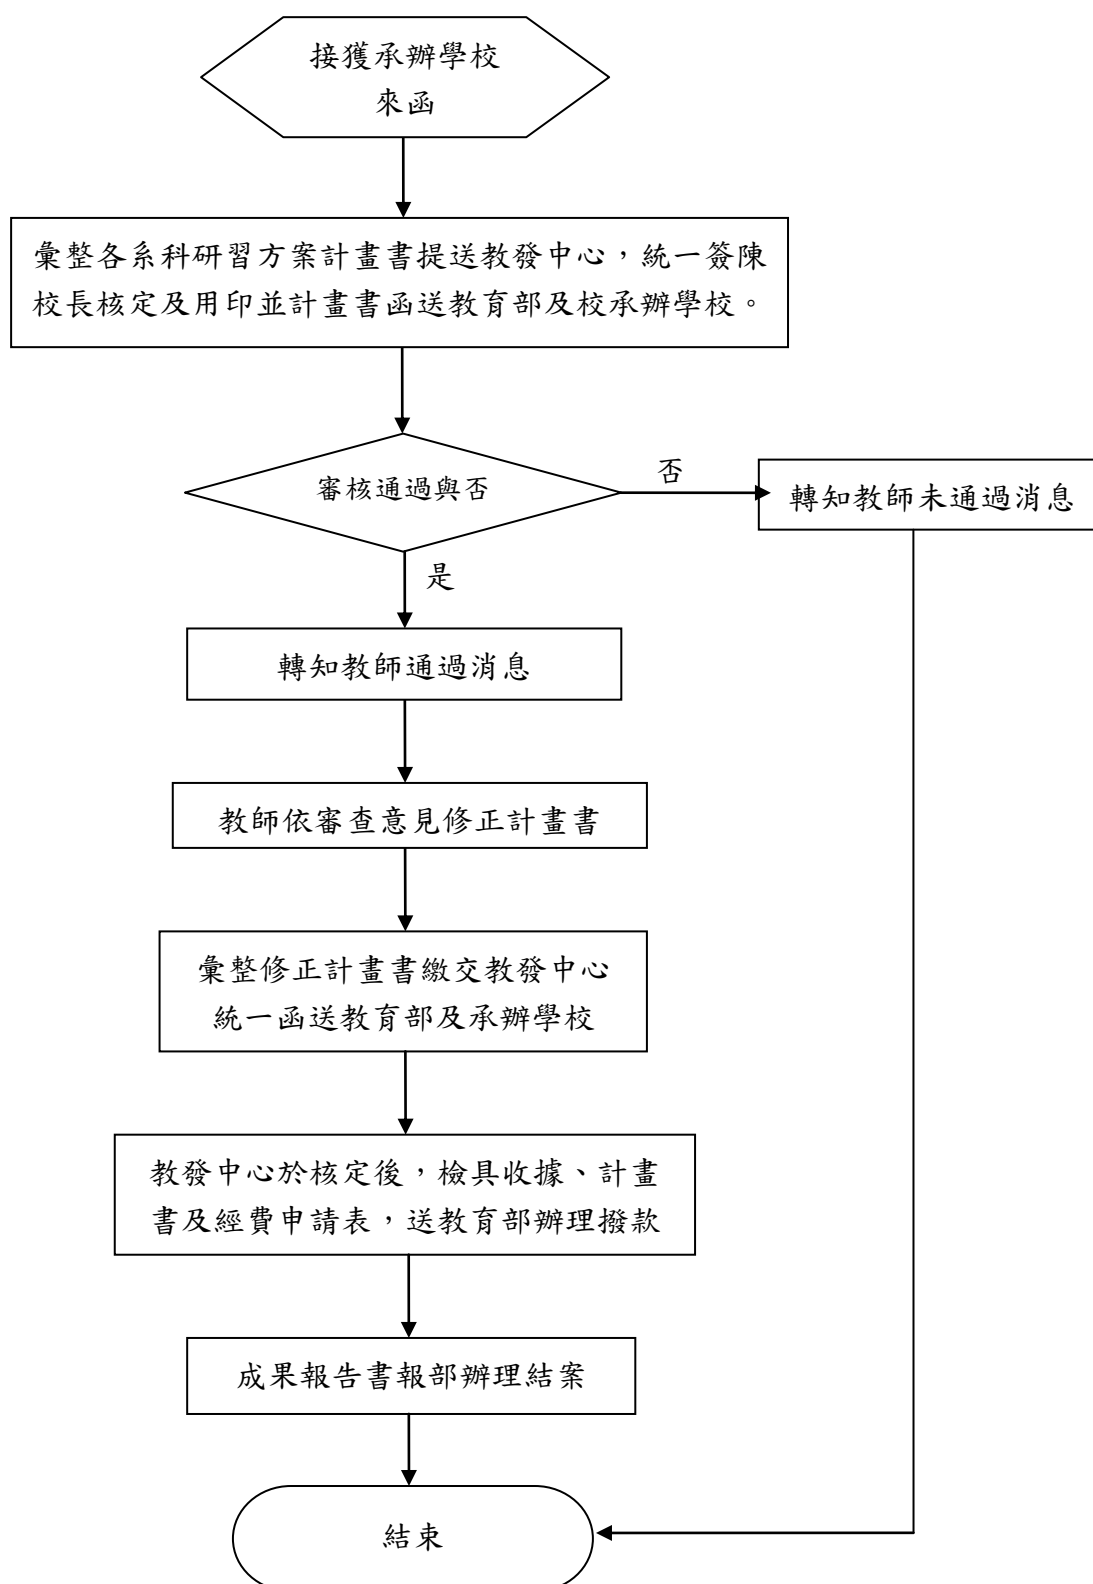 接獲承辦學校
來函
彙整各系科研習方案計畫書提送教發中心，統一簽陳
校長核定及用印並計畫書函送教育部及校承辦學校。
審核通過與否
否
轉知教師未通過消息
是
轉知教師通過消息
教師依審查意見修正計畫書
彙整修正計畫書繳交教發中心
統一函送教育部及承辦學校
教發中心於核定後，檢具收據、計畫
書及經費申請表，送教育部辦理撥款
成果報告書報部辦理結案
結束